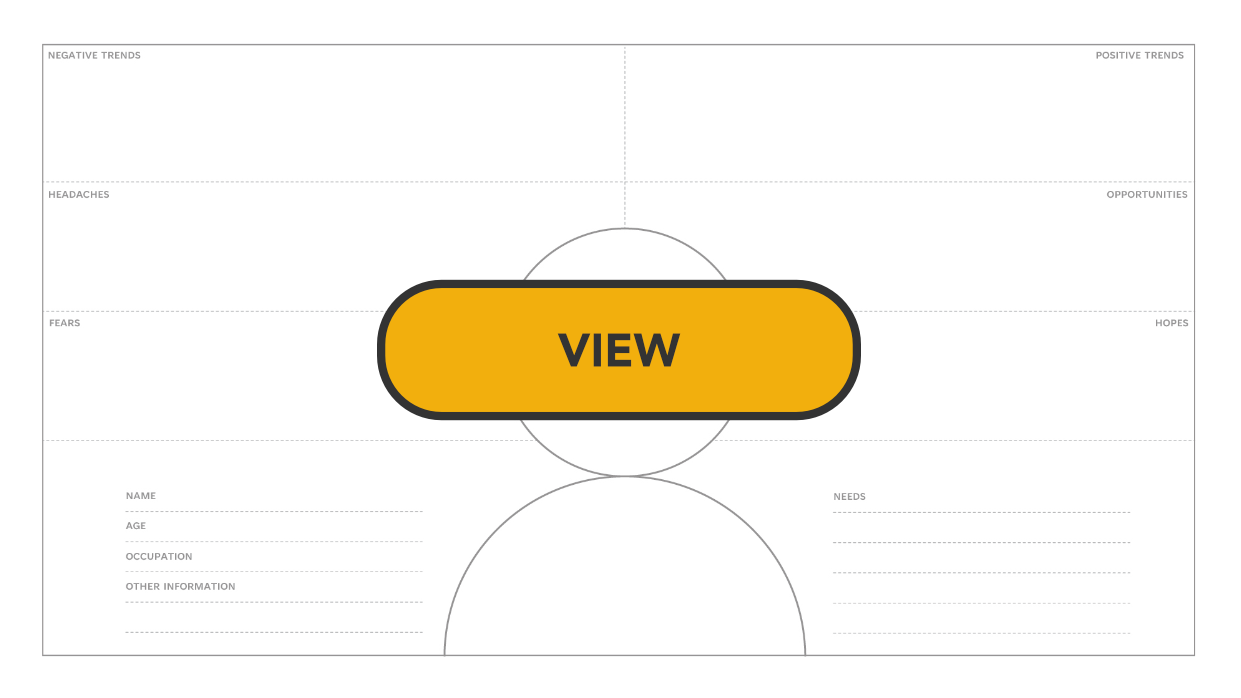 NEGATIVE TRENDS
POSITIVE TRENDS
HEADACHES
OPPORTUNITIES
FEARS
HOPES
VIEW
NAME
AGE
OCCUPATION
OTHER INFORMATION
NEEDS